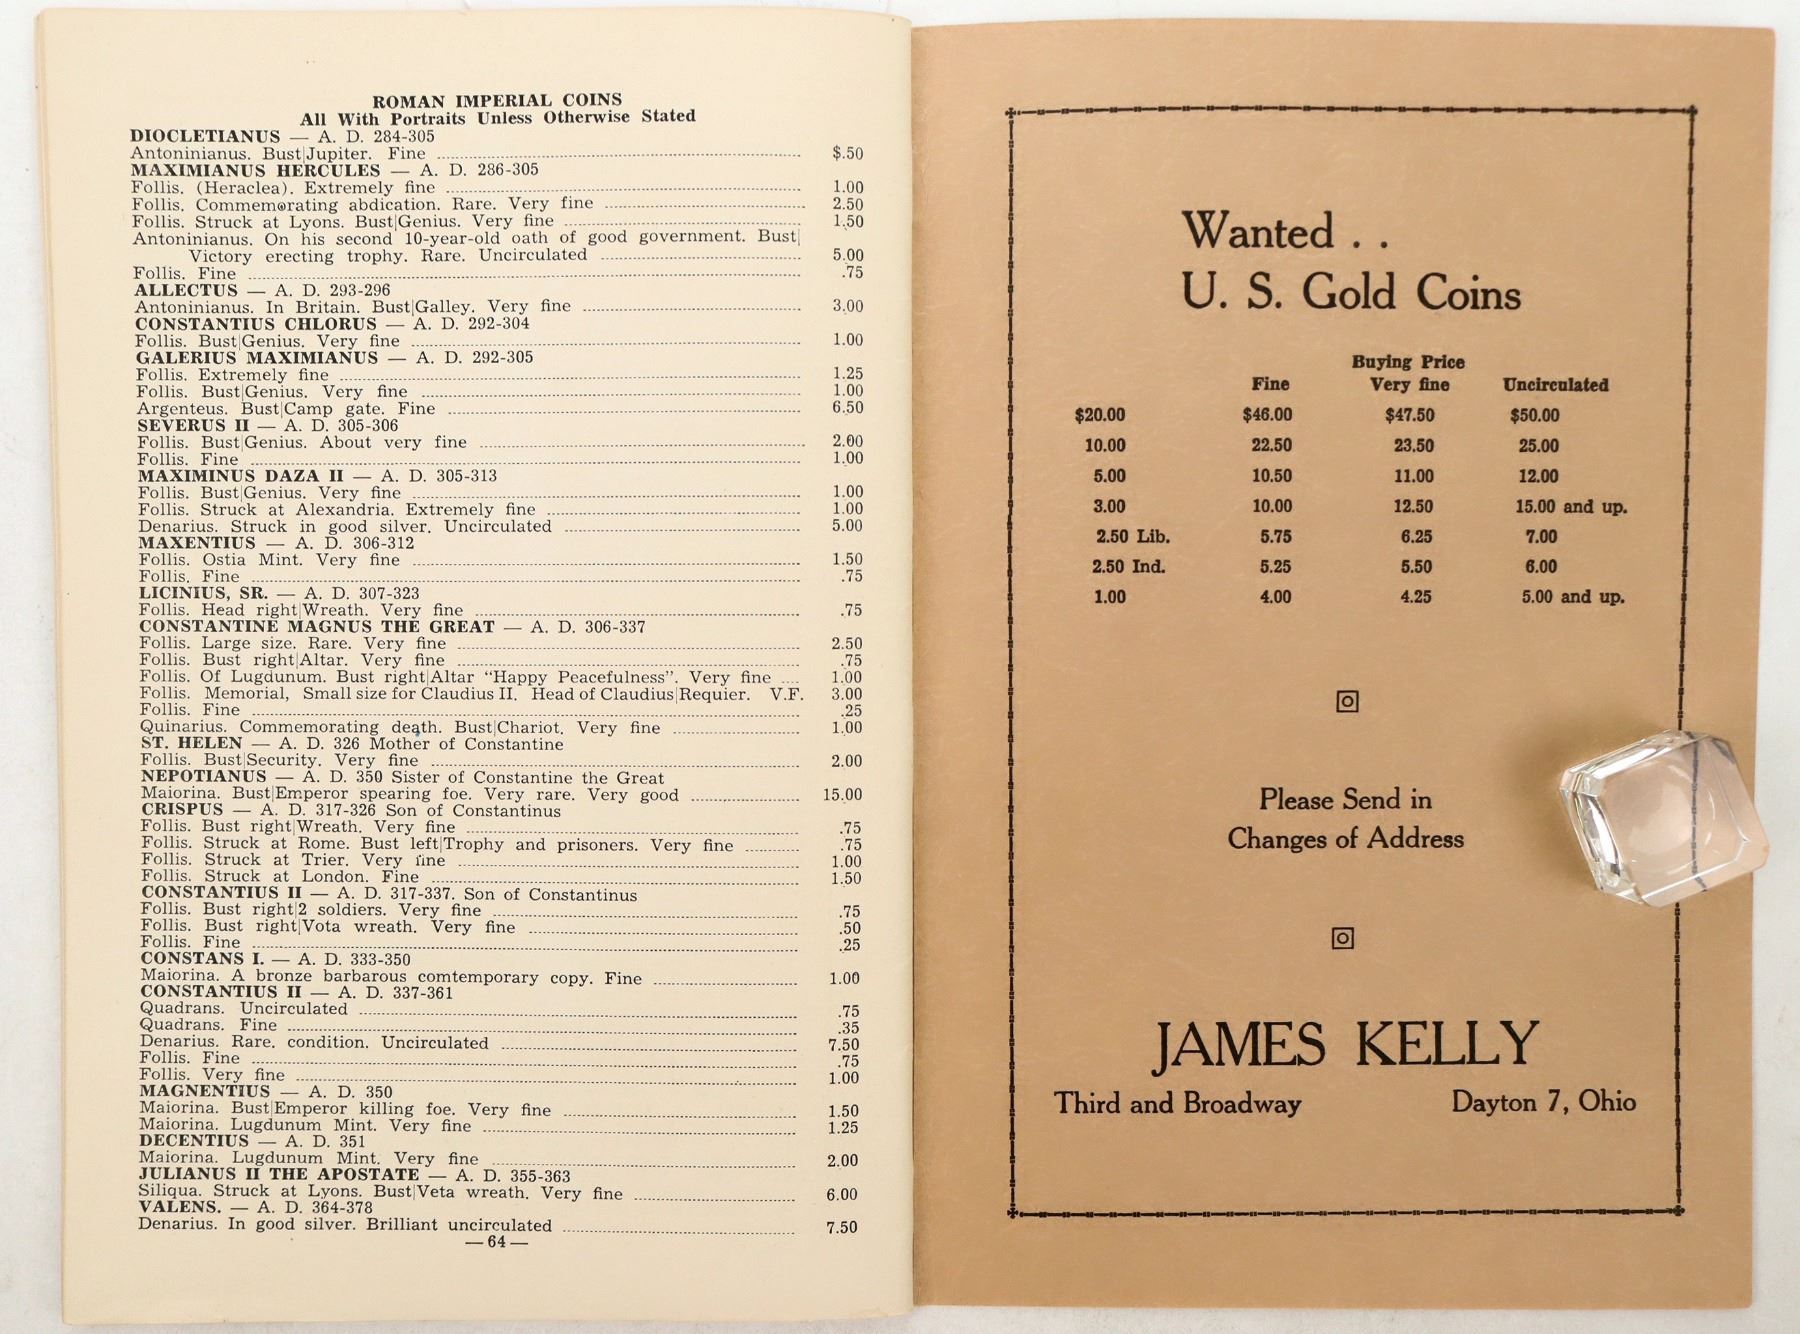 ROMAN IMPERIAL COINS
All With Portraits Unless Otherwise Stated
DIOCLETIANUS — A. D. 284-305
Antoninianus. Bust|Jupiter. Fine $.50
MAXIMIANUS HERCULES — A. D. 286-305
Follis. (Heraclea). Extremely fine 1.00
Follis. Commemorating abdication. Rare. Very fine 2.50
Follis. Struck at Lyons. Bust|Genius. Very fine 1.50
Antoninianus. On his second 10-year-old oath of good government. Bust|
Victory erecting trophy. Rare. Uncirculated 5.00
Follis. Fine .75
ALLECTUS — A. D. 293-296
Antoninianus. In Britain. Bust|Galley. Very fine 3.00
CONSTANTIUS CHLORUS — A. D. 292-304
Follis. Bust|Genius. Very fine 1.00
GALERIUS MAXIMIANUS — A. D. 292-305
Follis. Extremely fine 1.25
Follis. Bust|Genius. Very fine 1.00
Argenteus. Bust|Camp gate. Fine 6.50
SEVERUS II — A. D. 305-306
Follis. Bust|Genius. About very fine 2.00
Follis. Fine 1.00
MAXIMINUS DAZA II — A. D. 305-313
Follis. Bust|Genius. Very fine 1.00
Follis. Struck at Alexandria. Extremely fine 1.00
Denarius. Struck in good silver. Uncirculated 5.00
MAXENTIUS — A. D. 306-312
Follis. Ostia Mint. Very fine 1.50
Follis. Fine .75
LICINIUS, SR. — A. D. 307-323
Follis. Head right|Wreath. Very fine .75
CONSTANTINE MAGNUS THE GREAT — A. D. 306-337
Follis. Large size. Rare. Very fine 2.50
Follis. Bust right|Altar. Very fine .75
Follis. Of Lugdunum. Bust right|Altar "Happy Peacefulness". Very fine 1.00
Follis. Memorial, Small size for Claudius II. Head of Claudius|Requier. V.F. 3.00
Follis. Fine .25
Quinarius. Commemorating death. Bust|Chariot. Very fine 1.00
ST. HELEN — A. D. 326 Mother of Constantine
Follis. Bust|Security. Very fine 2.00
NEPOTIANUS — A. D. 350 Sister of Constantine the Great
Maiorina. Bust|Emperor spearing foe. Very rare. Very good 15.00
CRISPUS — A. D. 317-326 Son of Constantinus
Follis. Bust right|Wreath. Very fine .75
Follis. Struck at Rome. Bust left|Trophy and prisoners. Very fine .75
Follis. Struck at Trier. Very fine 1.00
Follis. Struck at London. Fine 1.50
CONSTANTIUS II — A. D. 317-337. Son of Constantinus
Follis. Bust right|2 soldiers. Very fine .75
Follis. Bust right|Vota wreath. Very fine .50
Follis. Fine .25
CONSTANS I. — A. D. 333-350
Maiorina. A bronze barbarous comtemporary copy. Fine 1.00
CONSTANTIUS II — A. D. 337-361
Quadrans. Uncirculated .75
Quadrans. Fine .35
Denarius. Rare. condition. Uncirculated 7.50
Follis. Fine .75
Follis. Very fine 1.00
MAGNENTIUS — A. D. 350
Maiorina. Bust|Emperor killing foe. Very fine 1.50
Maiorina. Lugdunum Mint. Very fine 1.25
DECENTIUS — A. D. 351
Maiorina. Lugdunum Mint. Very fine 2.00
JULIANUS II THE APOSTATE — A. D. 355-363
Siliqua. Struck at Lyons. Bust|Veta wreath. Very fine 6.00
VALENS. — A. D. 364-378
Denarius. In good silver. Brilliant uncirculated 7.50
— 64 —
Wanted . .
U. S. Gold Coins
Buying Price
Fine Very fine Uncirculated
$20.00 $46.00 $47.50 $50.00
10.00 22.50 23.50 25.00
5.00 10.50 11.00 12.00
3.00 10.00 12.50 15.00 and up.
2.50 Lib. 5.75 6.25 7.00
2.50 Ind. 5.25 5.50 6.00
1.00 4.00 4.25 5.00 and up.
Please Send in
Changes of Address
JAMES KELLY
Third and Broadway Dayton 7, Ohio